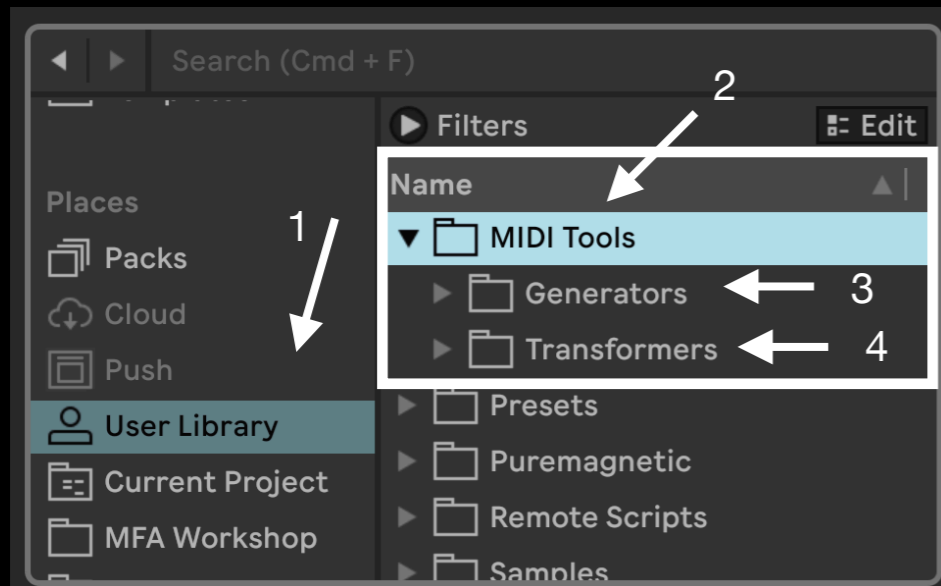 Search (Cmd + F)
2
Filters
Edit
Name
Places
1
MIDI Tools
Packs
Generators
3
Cloud
Transformers
4
Push
Presets
User Library
Puremagnetic
Current Project
Remote Scripts
MFA Workshop
Samples